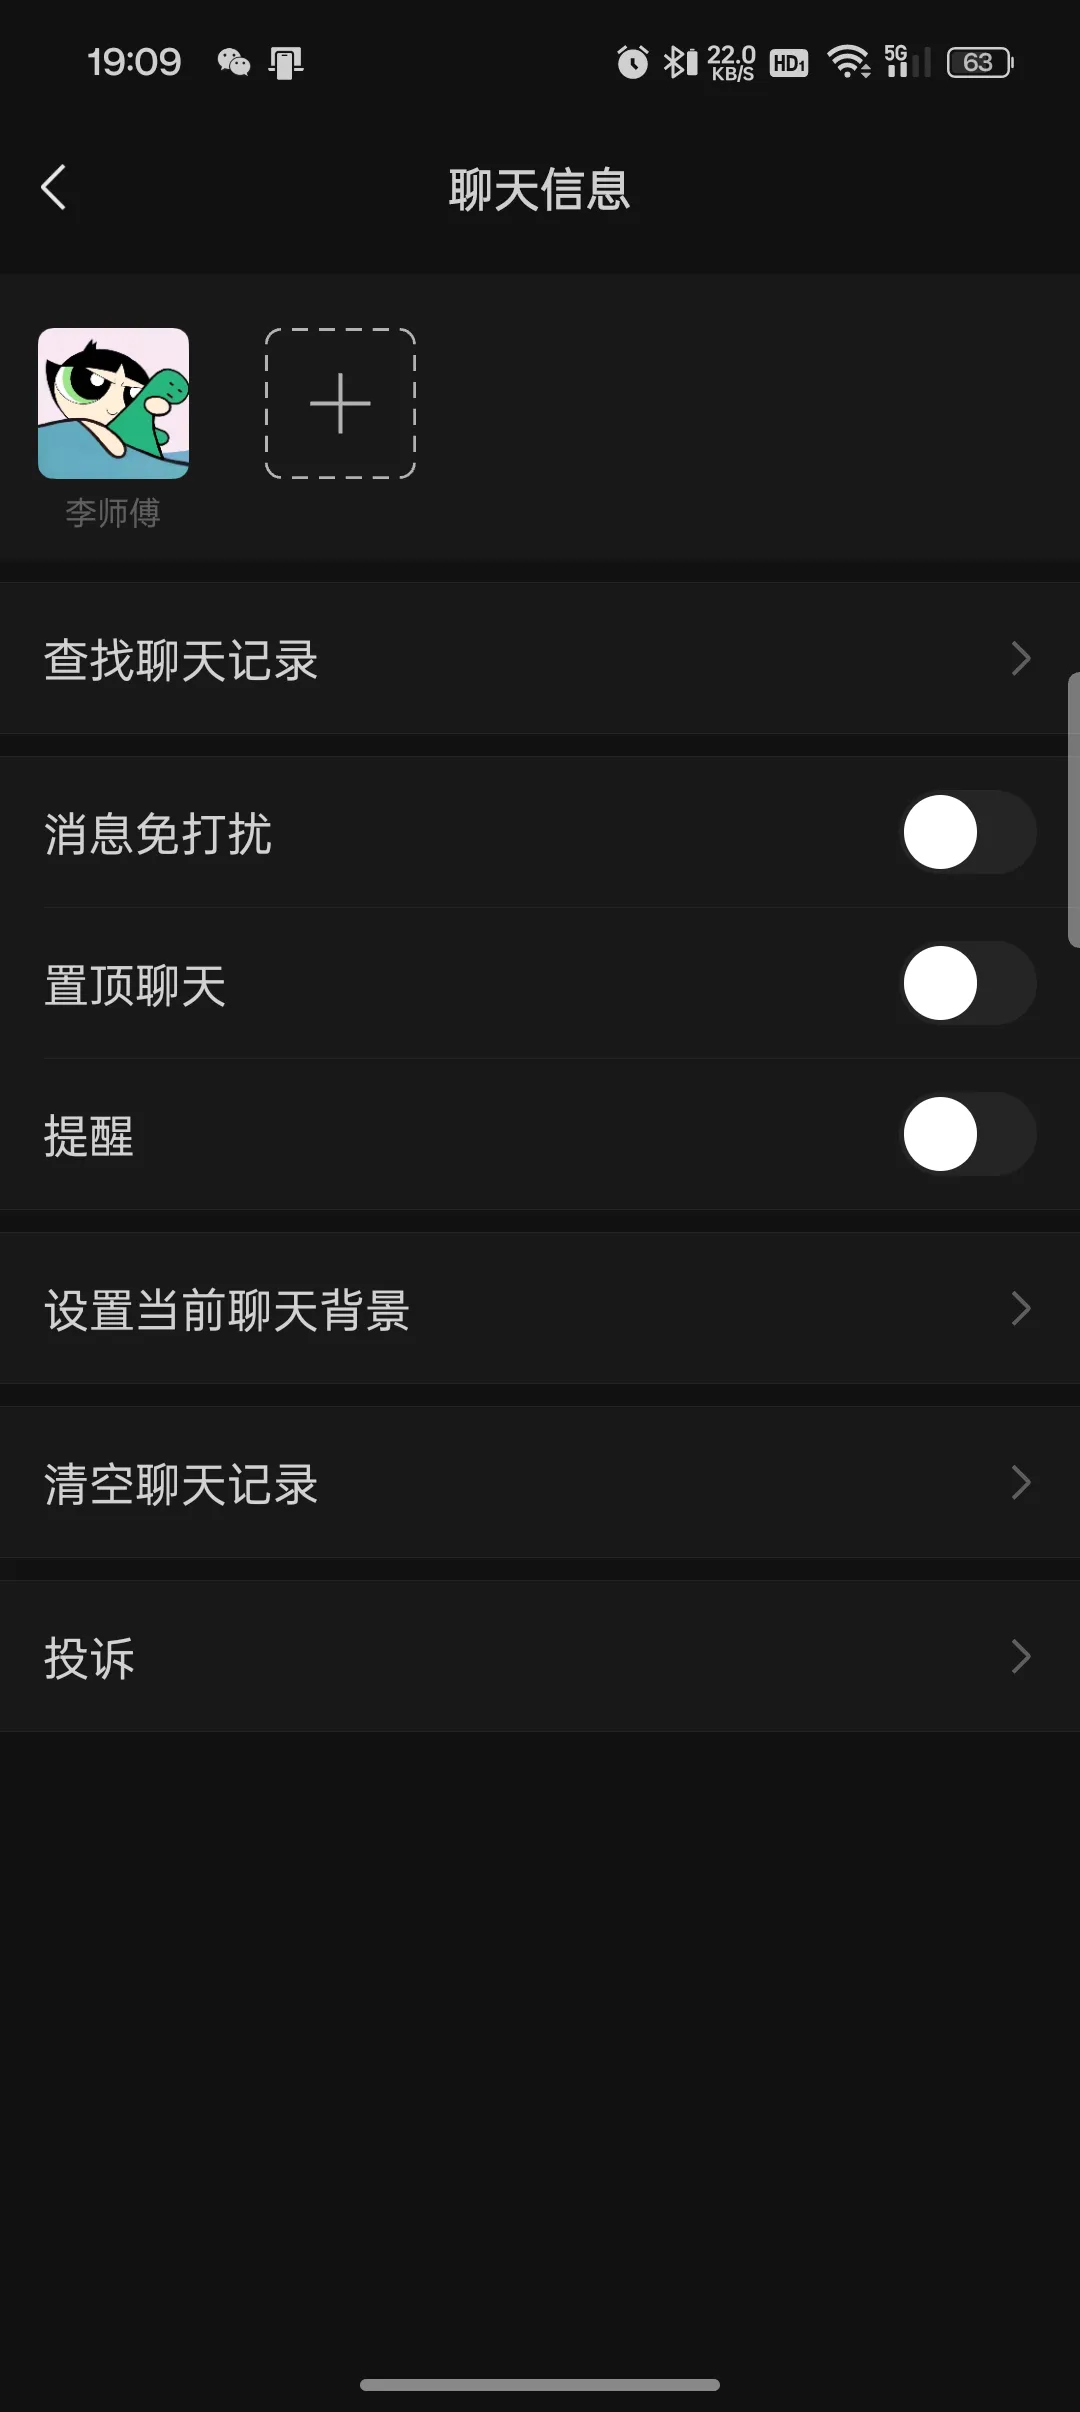 19:09
22.0
KB/S
HD1
5G
63
聊天信息
李师傅
查找聊天记录
消息免打扰
置顶聊天
提醒
设置当前聊天背景
清空聊天记录
投诉